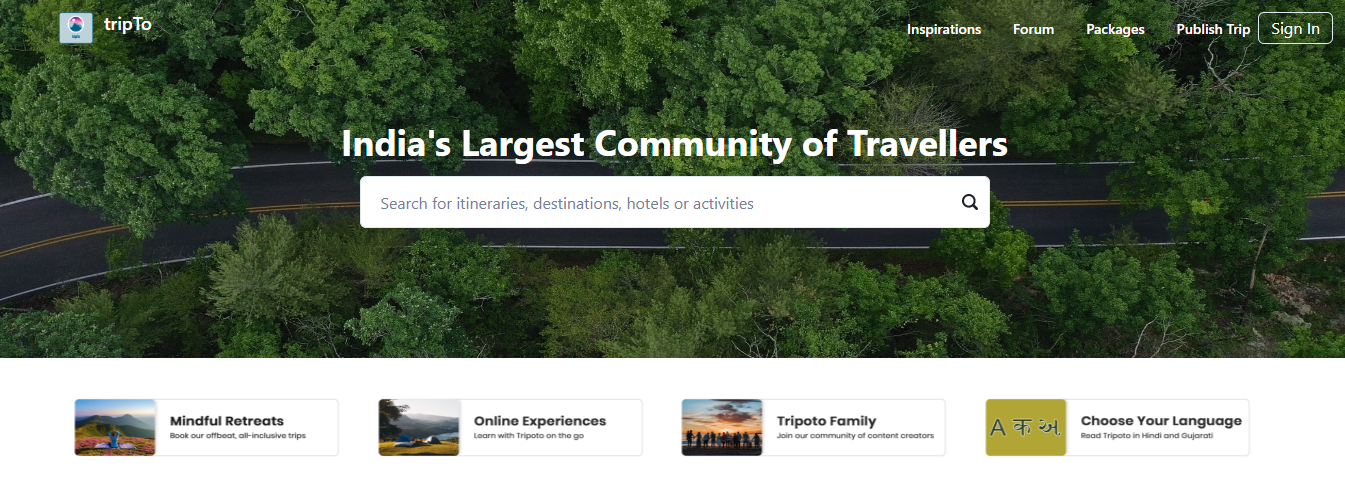 tripTo
Inspirations Forum Packages Publish Trip Sign In
India's Largest Community of Travellers
Search for itineraries, destinations, hotels or activities
Mindful Retreats
Book our offbeat, all-inclusive trips
Online Experiences
Learn with Tripoto on the go
Tripoto Family
Join our community of content creators
A क અ
Choose Your Language
Read Tripoto in Hindi and Gujarati